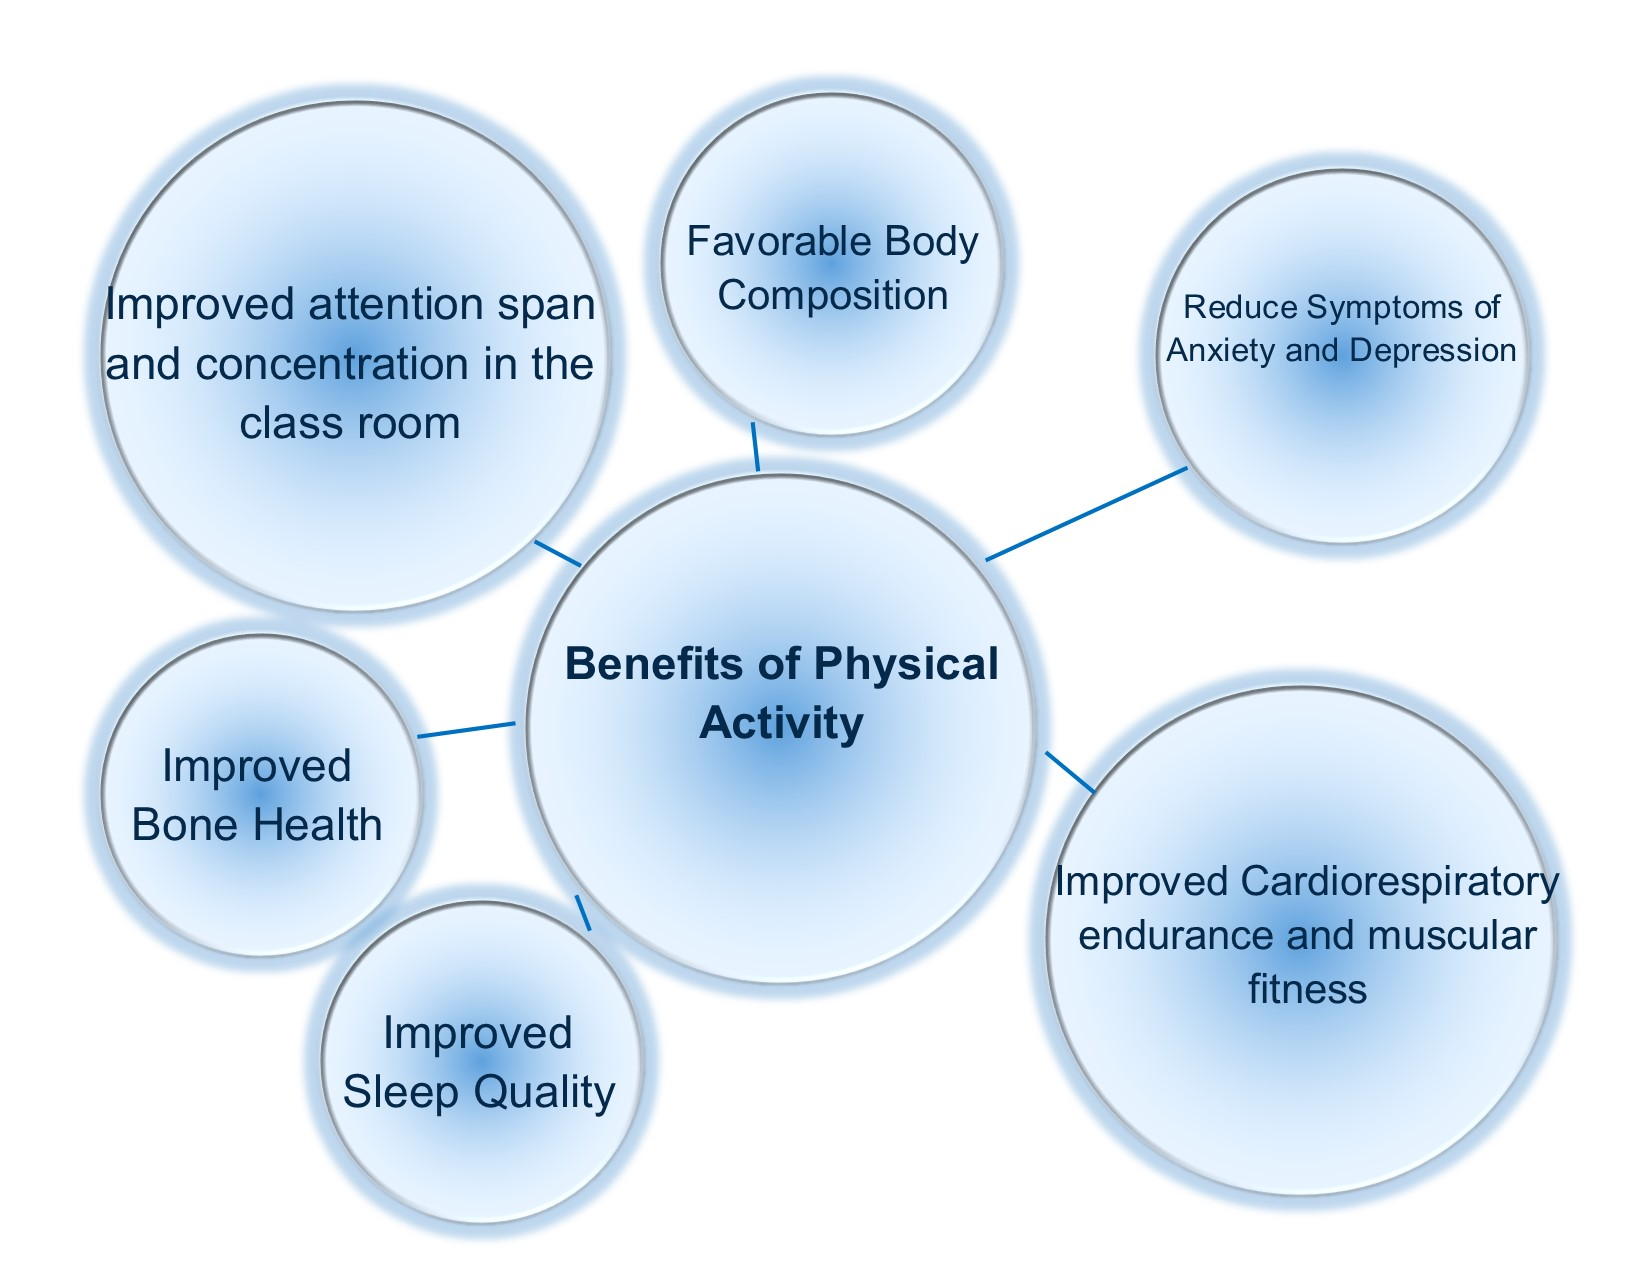 Improved attention span
and concentration in the
class room
Favorable Body
Composition
Reduce Symptoms of
Anxiety and Depression
Benefits of Physical
Activity
Improved
Bone Health
Improved Cardiorespiratory
endurance and muscular
fitness
Improved
Sleep Quality